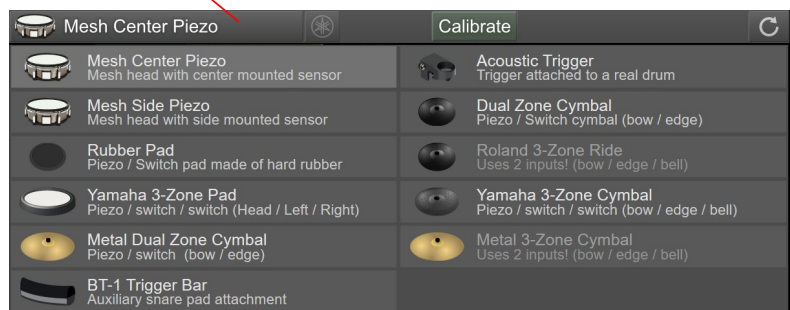 Mesh Center Piezo
Calibrate
Mesh Center Piezo
Mesh head with center mounted sensor
Mesh Side Piezo
Mesh head with side mounted sensor
Rubber Pad
Piezo / Switch pad made of hard rubber
Yamaha 3-Zone Pad
Piezo / switch / switch (Head / Left / Right)
Metal Dual Zone Cymbal
Piezo / switch (bow / edge)
BT-1 Trigger Bar
Auxiliary snare pad attachment
Acoustic Trigger
Trigger attached to a real drum
Dual Zone Cymbal
Piezo / Switch cymbal (bow / edge)
Roland 3-Zone Ride
Uses 2 inputs! (bow / edge / bell)
Yamaha 3-Zone Cymbal
Piezo / switch / switch (bow / edge / bell)
Metal 3-Zone Cymbal
Uses 2 inputs! (bow / edge / bell)